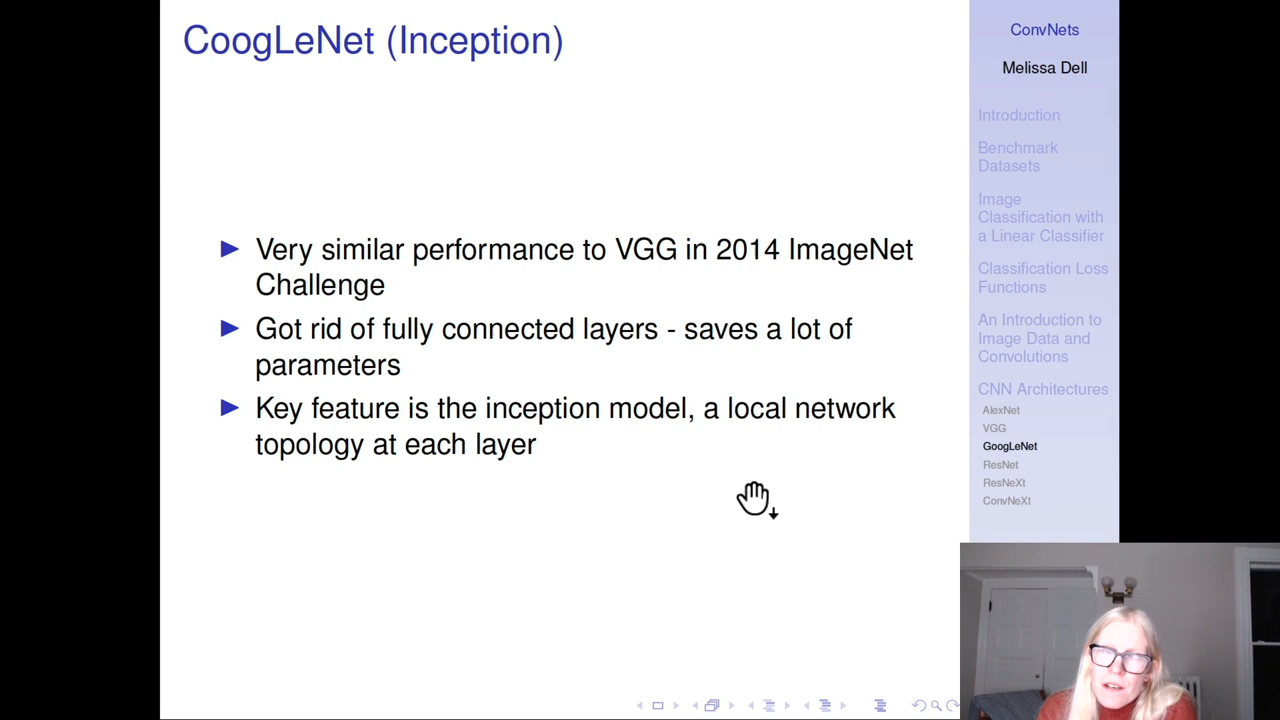 CoogLeNet (Inception)
Very similar performance to VGG in 2014 ImageNet
Challenge
Got rid of fully connected layers - saves a lot of
parameters
Key feature is the inception model, a local network
topology at each layer
ConvNets
Melissa Dell
Introduction
Benchmark
Datasets
Image
Classification with
a Linear Classifier
Classification Loss
Functions
An Introduction to
Image Data and
Convolutions
CNN Architectures
AlexNet
VGG
GoogLeNet
ResNet
ResNeXt
ConvNeXt